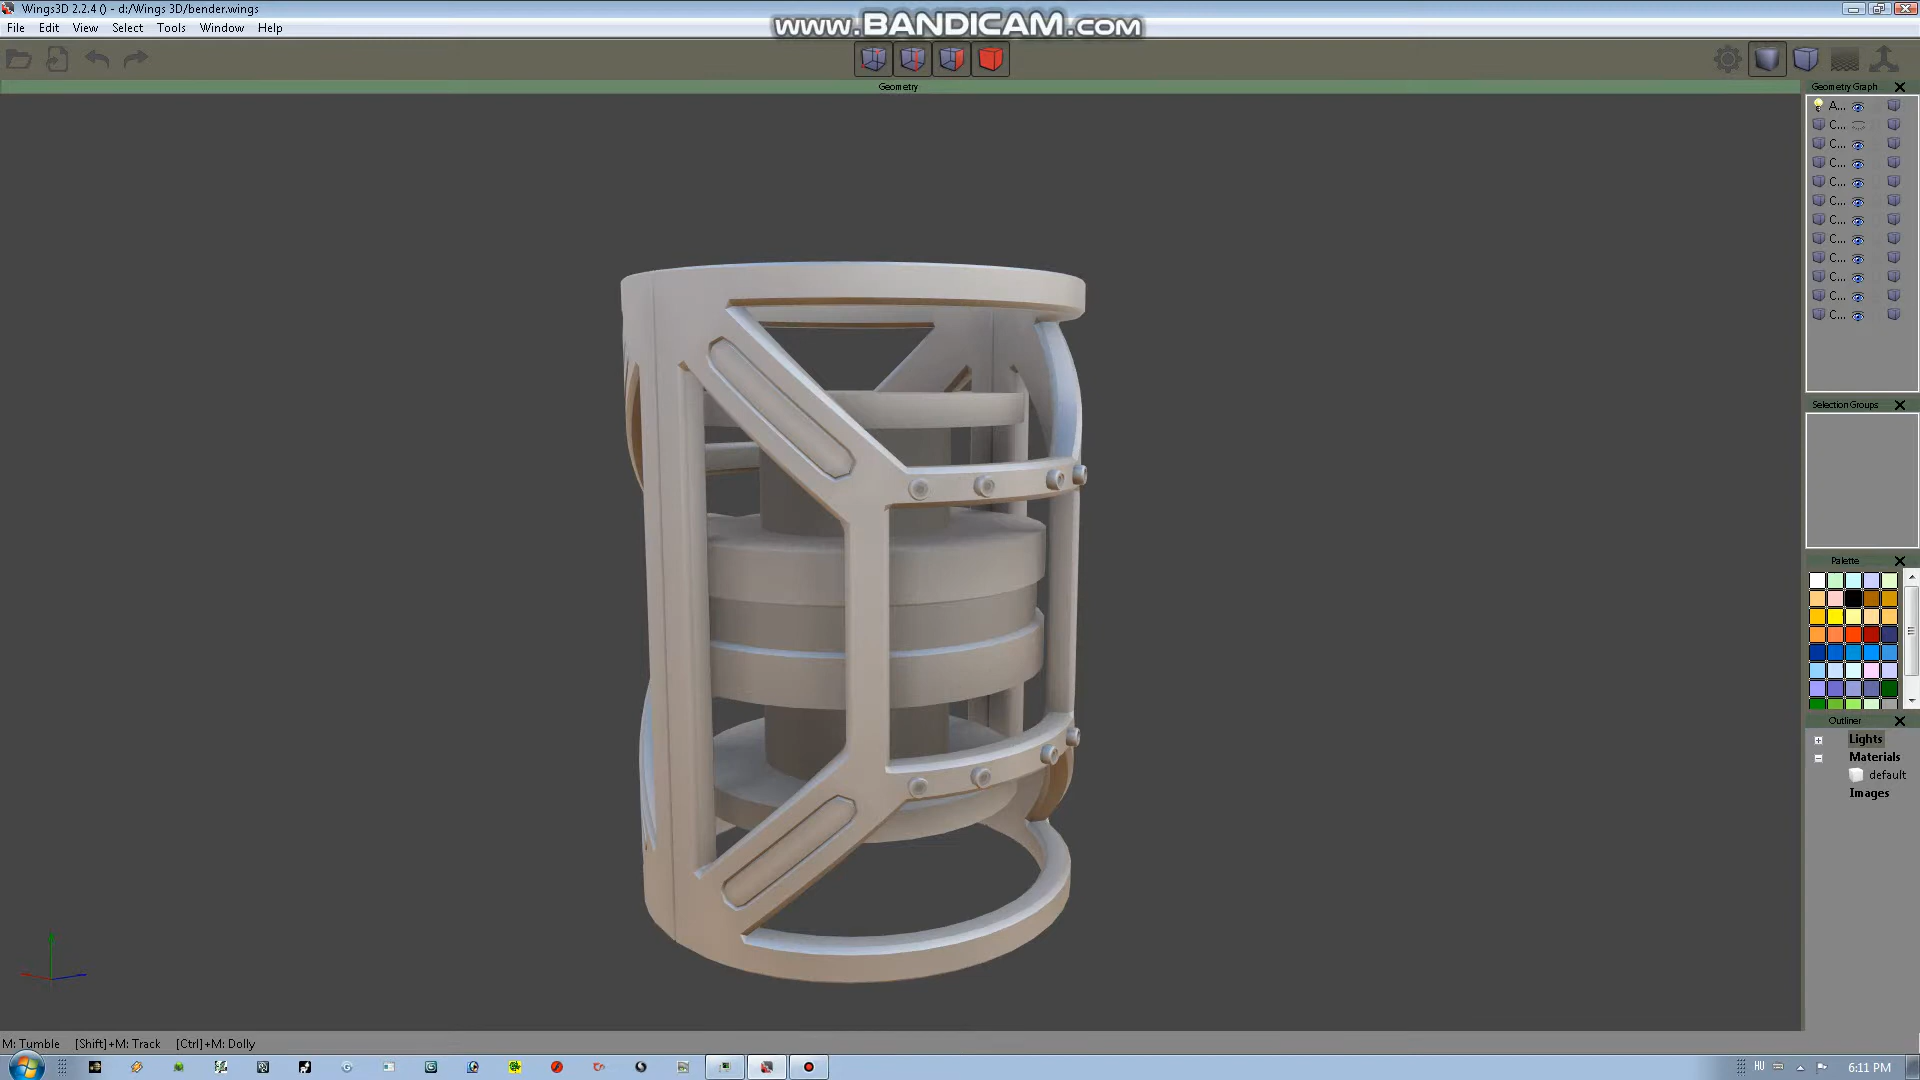 Wings3D 2.2.4 () - d:/Wings 3D/bender.wings
www.BANDICAM.com
File Edit View Select Tools Window Help
Geometry
Geometry Graph
A...
C...
C...
C...
C...
C...
C...
C...
C...
C...
C...
C...
Selection Groups
Palette
Outliner
Lights
Materials
default
Images
M: Tumble [Shift]+M: Track [Ctrl]+M: Dolly
HU
6:11 PM